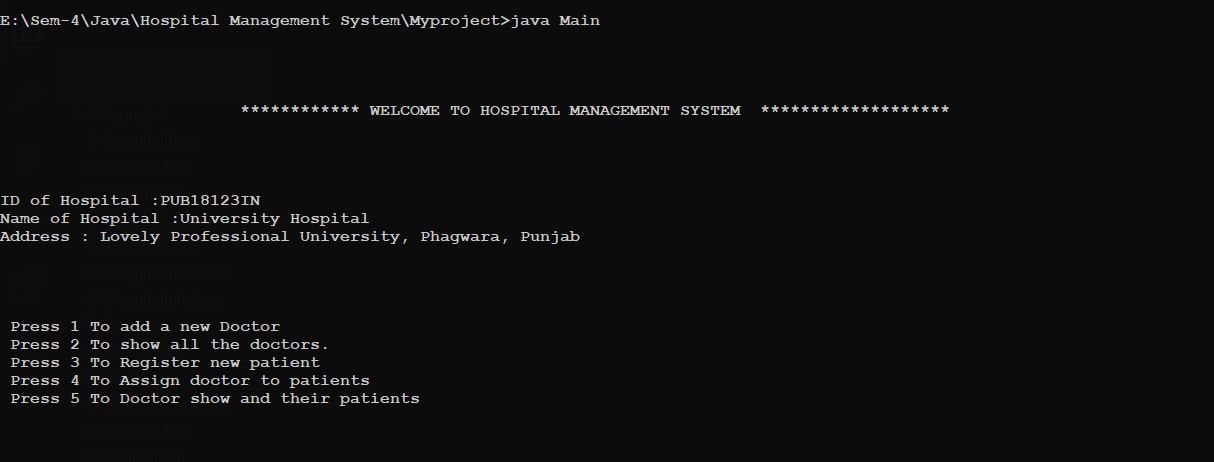 E:\Sem-4\Java\Hospital Management System\Myproject>java Main
************ WELCOME TO HOSPITAL MANAGEMENT SYSTEM  *******************
ID of Hospital :PUB18123IN
Name of Hospital :University Hospital
Address : Lovely Professional University, Phagwara, Punjab
Press 1 To add a new Doctor
Press 2 To show all the doctors.
Press 3 To Register new patient
Press 4 To Assign doctor to patients
Press 5 To Doctor show and their patients